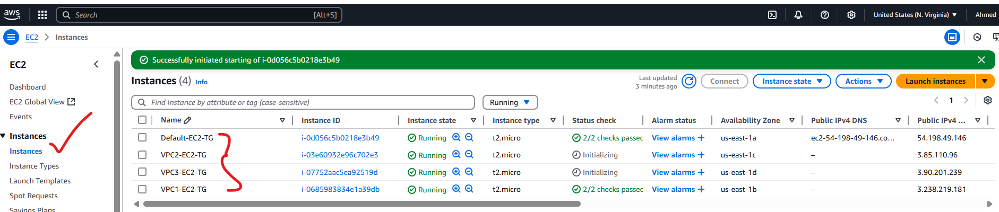 aws Search [Alt+S] United States (N. Virginia) Ahmed
EC2 Instances
EC2
Dashboard
EC2 Global View
Events
Instances
Instances
Instance Types
Launch Templates
Spot Requests
Savings Plans
Successfully initiated starting of i-0d056c5b0218e3b49
Instances (4) Info
Last updated
3 minutes ago
Connect Instance state Actions Launch instances
Find Instance by attribute or tag (case-sensitive) Running 1
Name Instance ID Instance state Instance type Status check Alarm status Availability Zone Public IPv4 DNS Public IPv4 ...
Default-EC2-TG i-0d056c5b0218e3b49 Running t2.micro 2/2 checks passec View alarms + us-east-1a ec2-54-198-49-146.co... 54.198.49.146
VPC2-EC2-TG i-03e60932e96c702e3 Running t2.micro Initializing View alarms + us-east-1c – 3.85.110.96
VPC3-EC2-TG i-07752aac5ea92519d Running t2.micro Initializing View alarms + us-east-1d – 3.90.201.239
VPC1-EC2-TG i-0685983834e1a39db Running t2.micro 2/2 checks passec View alarms + us-east-1b – 3.238.219.181